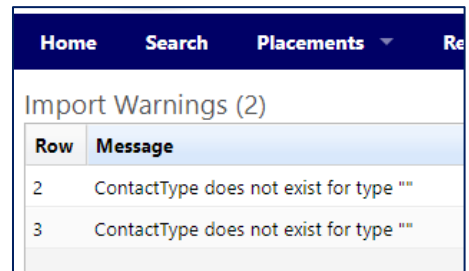 Home Search Placements Re
Import Warnings (2)
Row Message
2 ContactType does not exist for type ""
3 ContactType does not exist for type ""